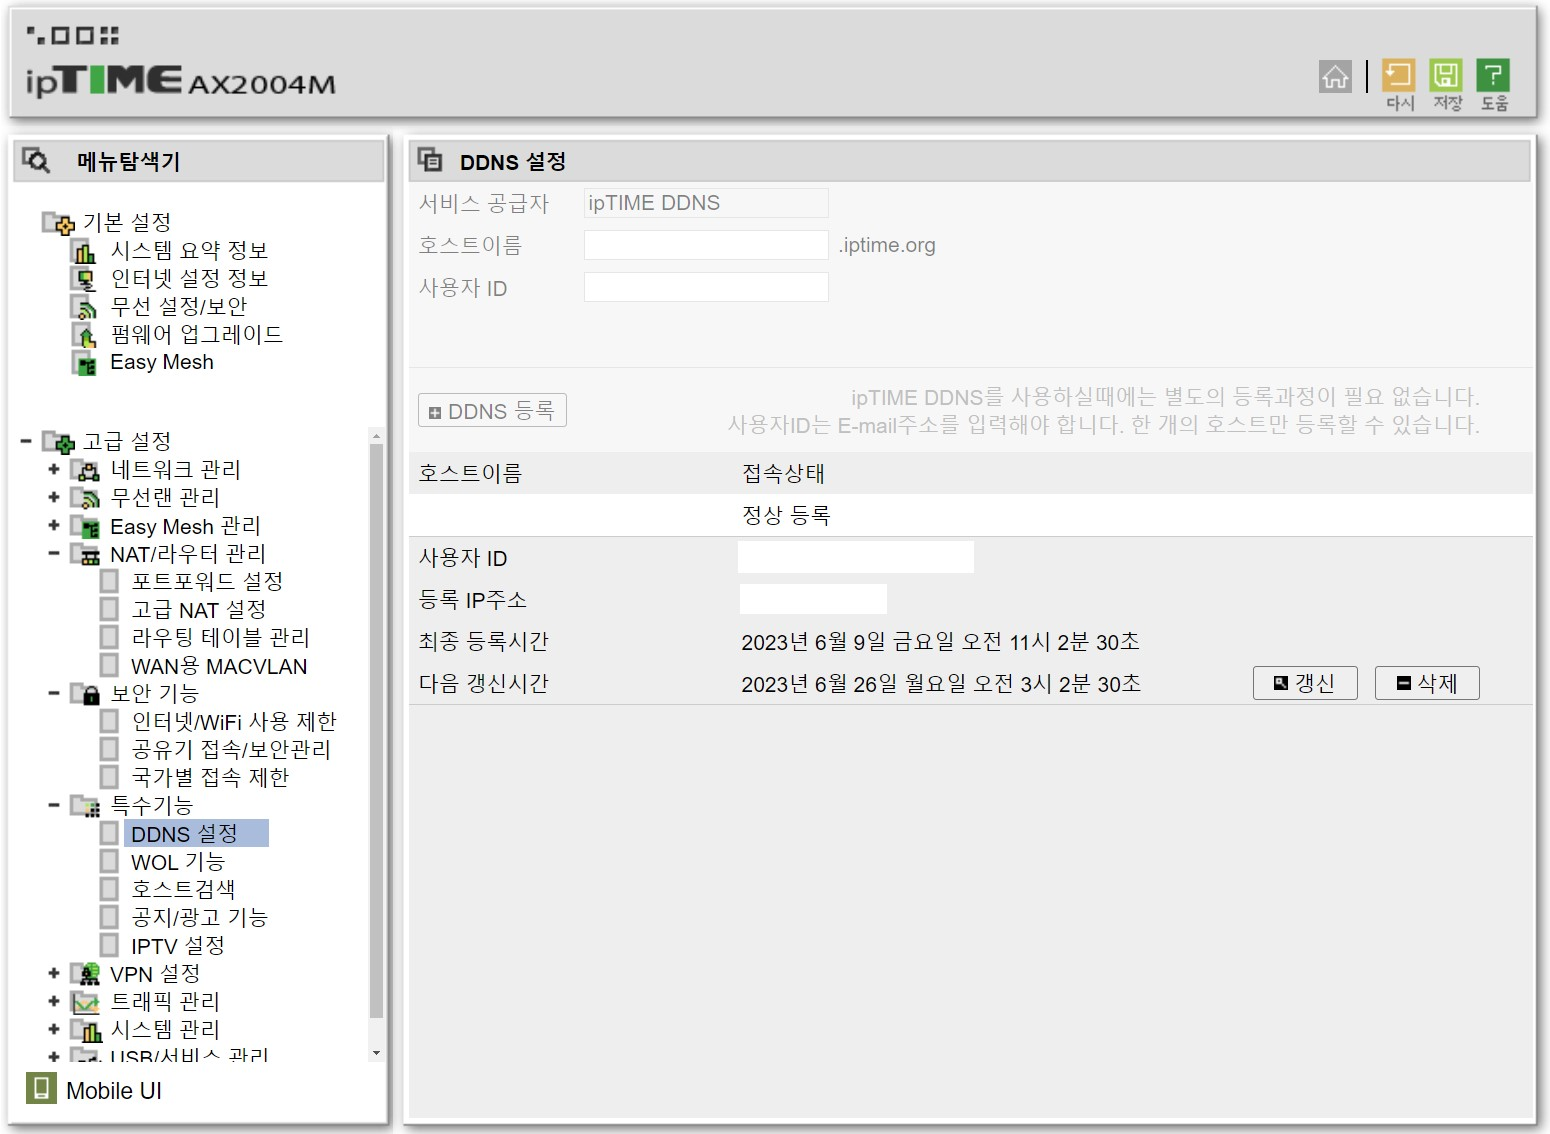 ipTIME AX2004M
다시 저장 도움
메뉴탐색기
기본 설정
시스템 요약 정보
인터넷 설정 정보
무선 설정/보안
펌웨어 업그레이드
Easy Mesh
고급 설정
네트워크 관리
무선랜 관리
Easy Mesh 관리
NAT/라우터 관리
포트포워드 설정
고급 NAT 설정
라우팅 테이블 관리
WAN용 MACVLAN
보안 기능
인터넷/WiFi 사용 제한
공유기 접속/보안관리
국가별 접속 제한
특수기능
DDNS 설정
WOL 기능
호스트검색
공지/광고 기능
IPTV 설정
VPN 설정
트래픽 관리
시스템 관리
USB/서비스 관리
Mobile UI
DDNS 설정
서비스 공급자 ipTIME DDNS
호스트이름 .iptime.org
사용자 ID
DDNS 등록
ipTIME DDNS를 사용하실때에는 별도의 등록과정이 필요 없습니다.
사용자ID는 E-mail주소를 입력해야 합니다. 한 개의 호스트만 등록할 수 있습니다.
호스트이름 접속상태
정상 등록
사용자 ID
등록 IP주소
최종 등록시간 2023년 6월 9일 금요일 오전 11시 2분 30초
다음 갱신시간 2023년 6월 26일 월요일 오전 3시 2분 30초 갱신 삭제